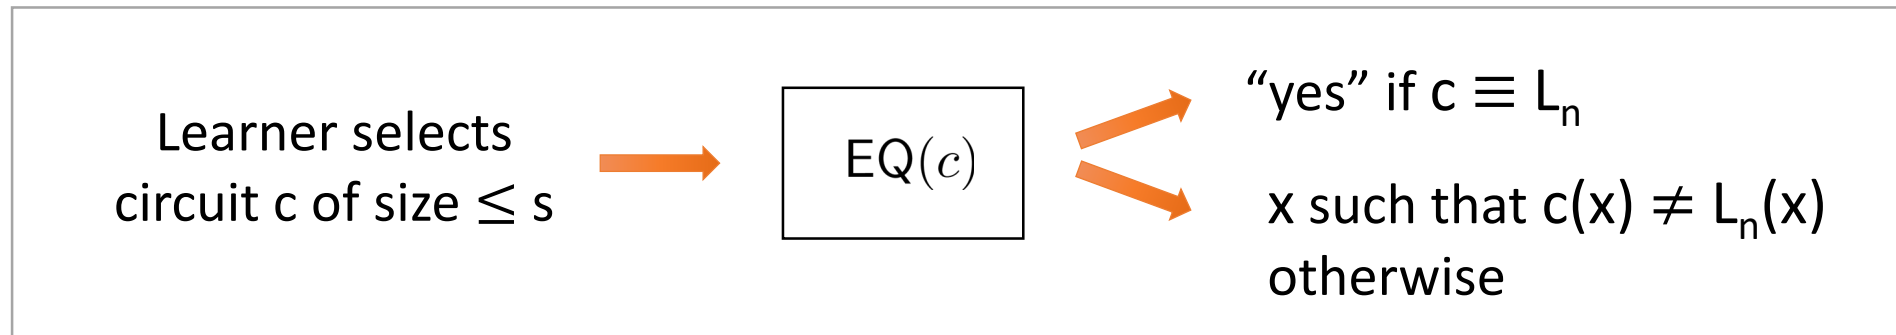 Learner selects
circuit c of size ≤ s
EQ(c)
“yes” if c ≡ Lₙ
x such that c(x) ≠ Lₙ(x)
otherwise